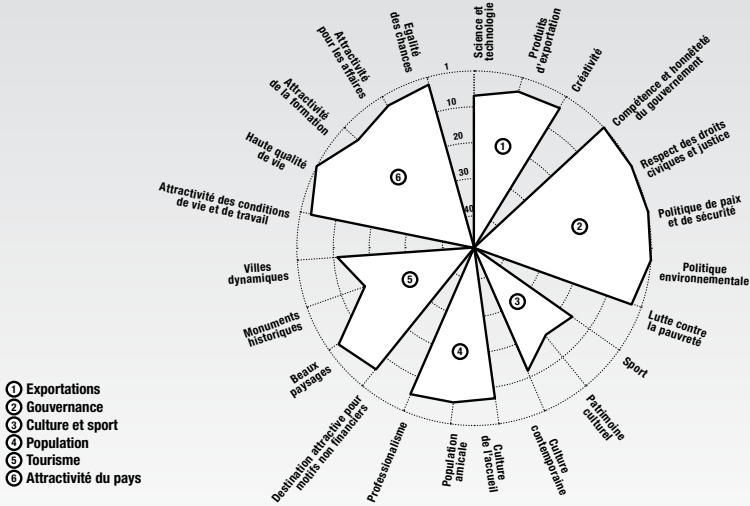 Science et
technologie
Produits
d'exportation
Créativité
Compétence et honnêteté
du gouvernement
Respect des droits
civiques et justice
Politique de paix
et de sécurité
Politique
environnementale
Lutte contre
la pauvreté
Sport
Patrimoine
culturel
Culture
contemporaine
Culture
de l'accueil
Population
amicale
Professionalisme
Destination attractive pour
motifs non financiers
Beaux
paysages
Monuments
historiques
Villes
dynamiques
Attractivité des conditions
de vie et de travail
Haute qualité
de vie
Attractivité
de la formation
Attractivité
pour les affaires
Egalité
des chances
1
10
20
30
40
1
2
3
4
5
6
1 Exportations
2 Gouvernance
3 Culture et sport
4 Population
5 Tourisme
6 Attractivité du pays